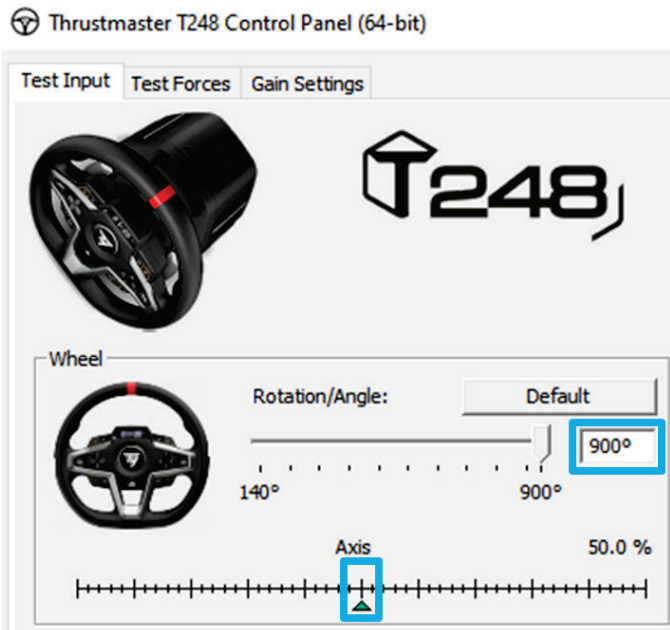 Thrustmaster T248 Control Panel (64-bit)
Test Input Test Forces Gain Settings
T248
Wheel
Rotation/Angle: Default
900°
140° 900°
Axis 50.0 %